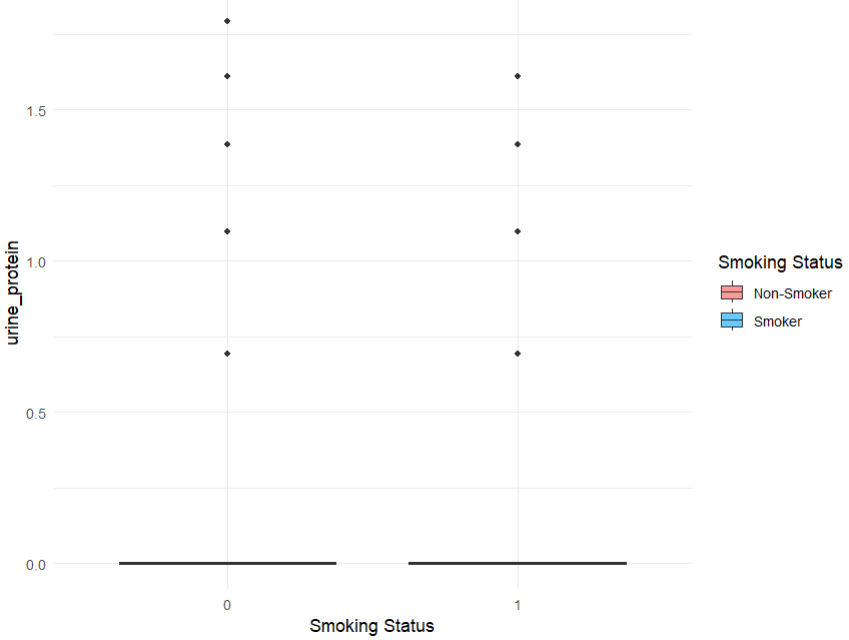 1.5
1.0
0.5
0.0
urine_protein
0
1
Smoking Status
Smoking Status
Non-Smoker
Smoker